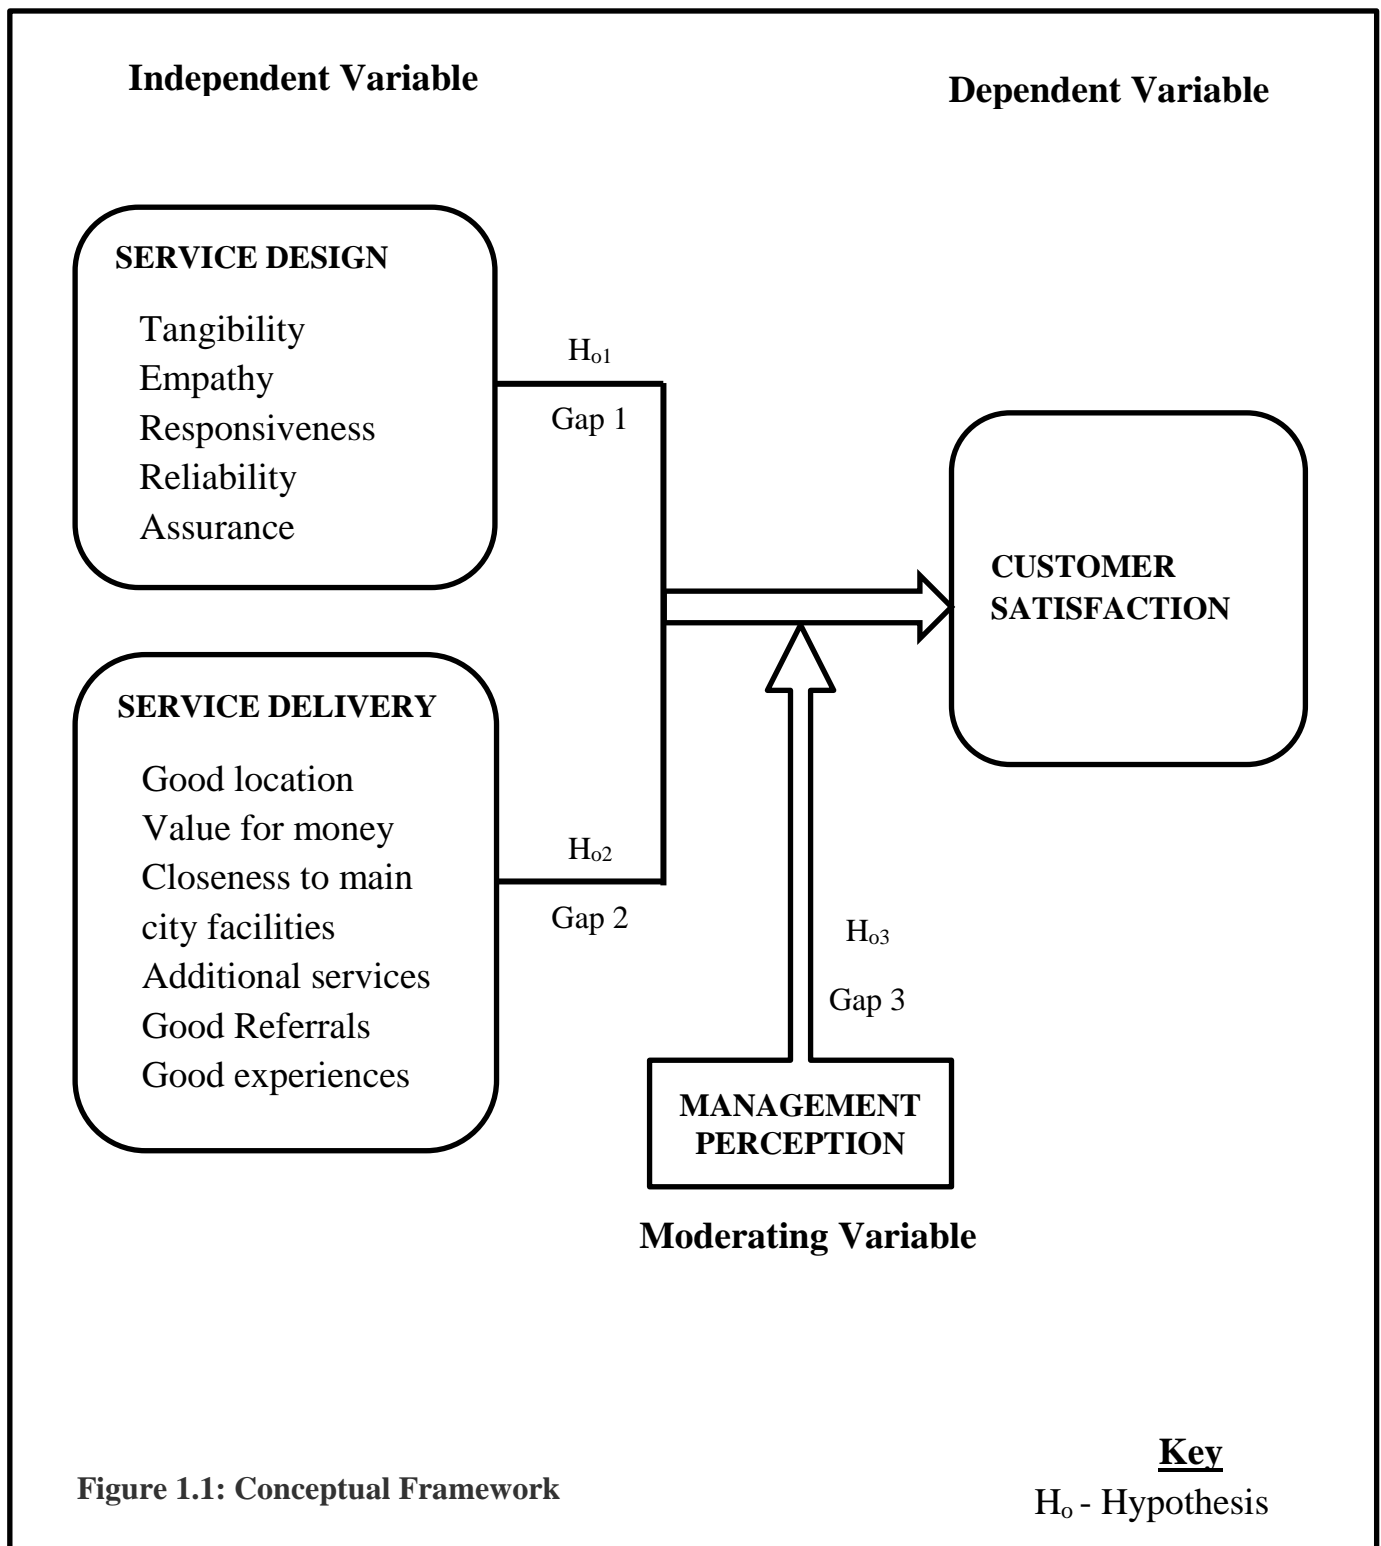 Independent Variable
Dependent Variable
SERVICE DESIGN
Tangibility
Empathy
Responsiveness
Reliability
Assurance
Ho1
Gap 1
CUSTOMER
SATISFACTION
SERVICE DELIVERY
Good location
Value for money
Closeness to main
city facilities
Additional services
Good Referrals
Good experiences
Ho2
Gap 2
Ho3
Gap 3
MANAGEMENT
PERCEPTION
Moderating Variable
Key
Ho - Hypothesis
Figure 1.1: Conceptual Framework